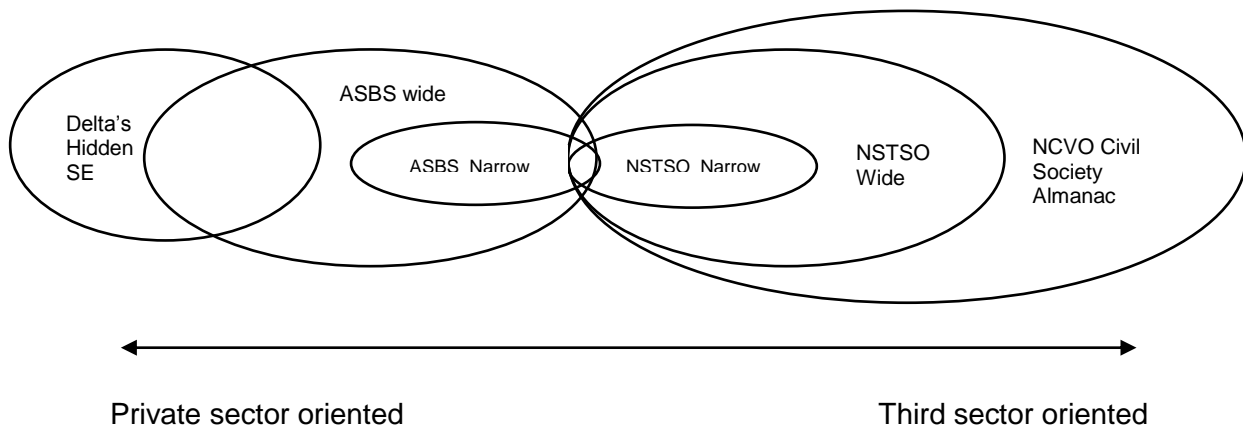 Delta's
Hidden
SE
ASBS wide
ASBS Narrow
NSTSO Narrow
NSTSO
Wide
NCVO Civil
Society
Almanac
Private sector oriented
Third sector oriented